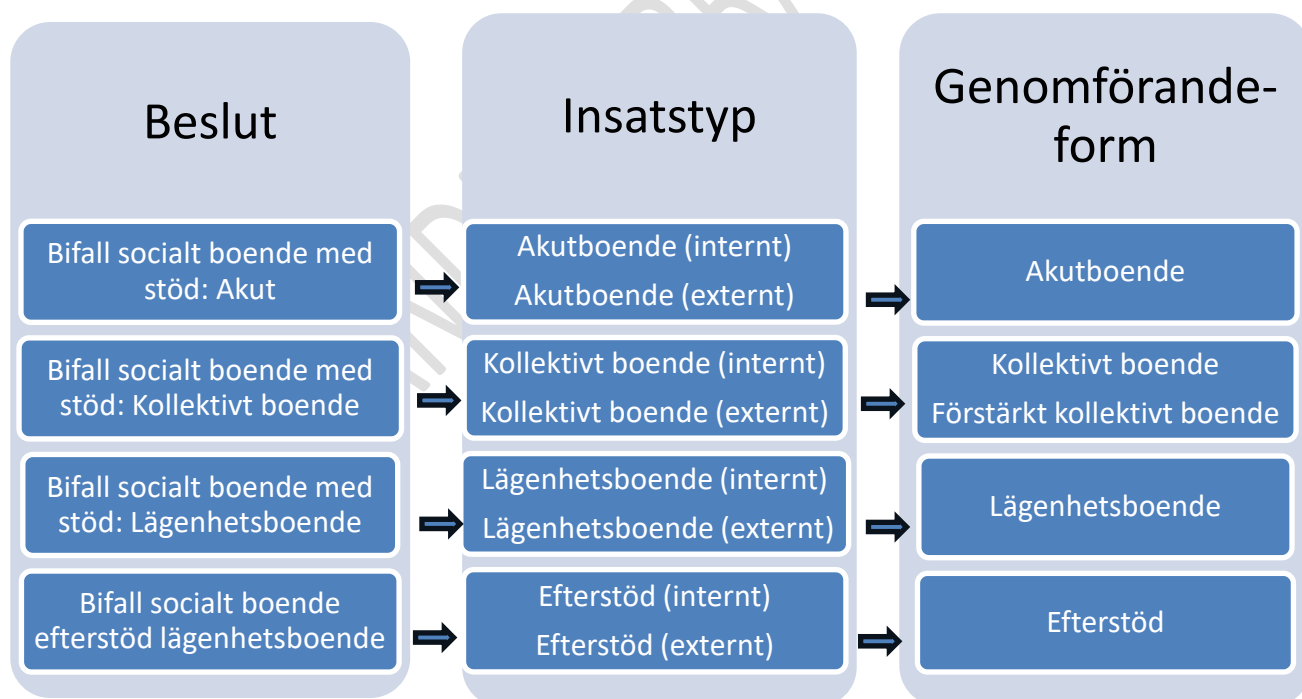 Beslut
Bifall socialt boende med
stöd: Akut
Bifall socialt boende med
stöd: Kollektivt boende
Bifall socialt boende med
stöd: Lägenhetsboende
Bifall socialt boende
efterstöd lägenhetsboende
Insatstyp
Akutboende (internt)
Akutboende (externt)
Kollektivt boende (internt)
Kollektivt boende (externt)
Lägenhetsboende (internt)
Lägenhetsboende (externt)
Efterstöd (internt)
Efterstöd (externt)
Genomförande-
form
Akutboende
Kollektivt boende
Förstärkt kollektivt boende
Lägenhetsboende
Efterstöd